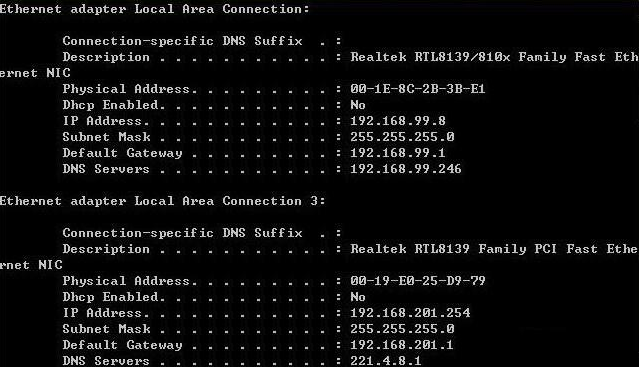 Ethernet adapter Local Area Connection:
Connection-specific DNS Suffix . :
Description . . . . . . . . . . . : Realtek RTL8139/810x Family Fast Eth
ernet NIC
Physical Address. . . . . . . . . : 00-1E-8C-2B-3B-E1
Dhcp Enabled. . . . . . . . . . . : No
IP Address. . . . . . . . . . . . : 192.168.99.8
Subnet Mask . . . . . . . . . . . : 255.255.255.0
Default Gateway . . . . . . . . . : 192.168.99.1
DNS Servers . . . . . . . . . . . : 192.168.99.246
Ethernet adapter Local Area Connection 3:
Connection-specific DNS Suffix . :
Description . . . . . . . . . . . : Realtek RTL8139 Family PCI Fast Ethe
rnet NIC
Physical Address. . . . . . . . . : 00-19-E0-25-D9-79
Dhcp Enabled. . . . . . . . . . . : No
IP Address. . . . . . . . . . . . : 192.168.201.254
Subnet Mask . . . . . . . . . . . : 255.255.255.0
Default Gateway . . . . . . . . . : 192.168.201.1
DNS Servers . . . . . . . . . . . : 221.4.8.1